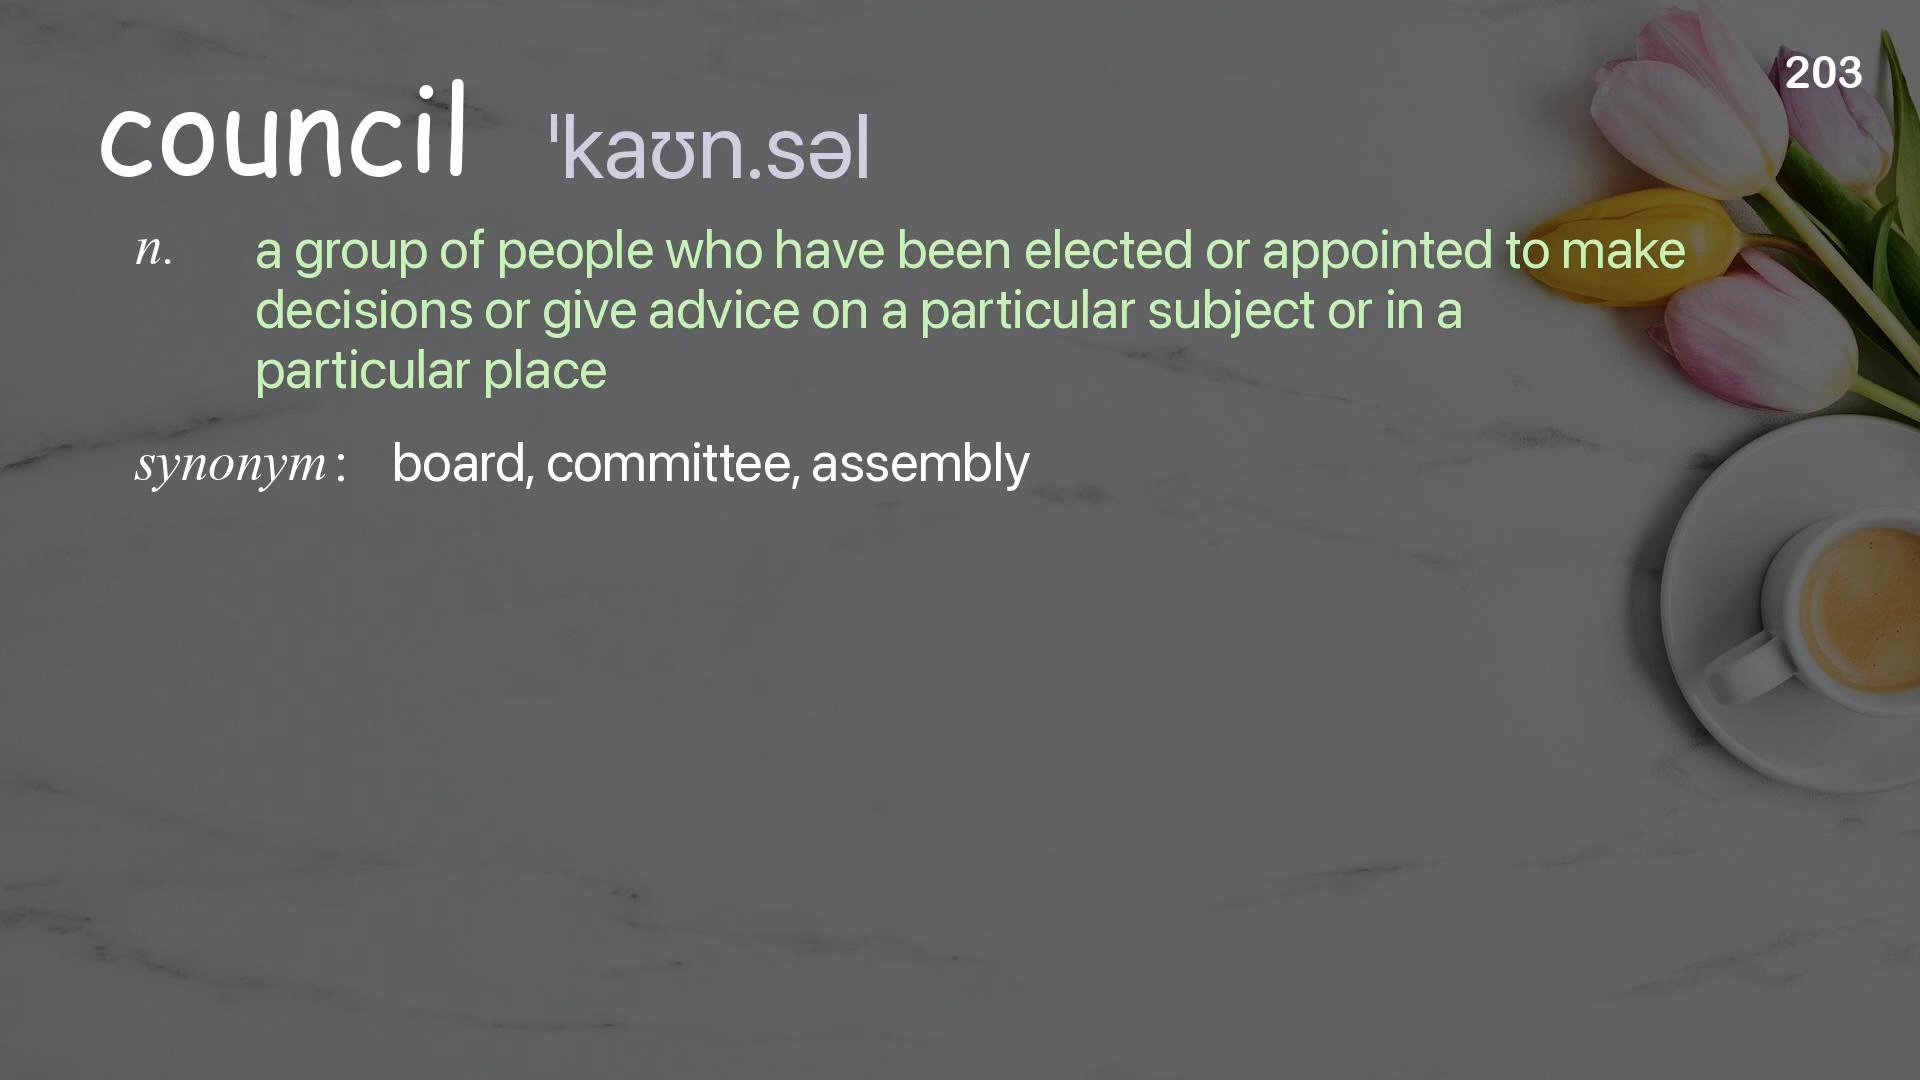 203
council ˈkaʊn.səl
n. a group of people who have been elected or appointed to make
decisions or give advice on a particular subject or in a
particular place
synonym : board, committee, assembly